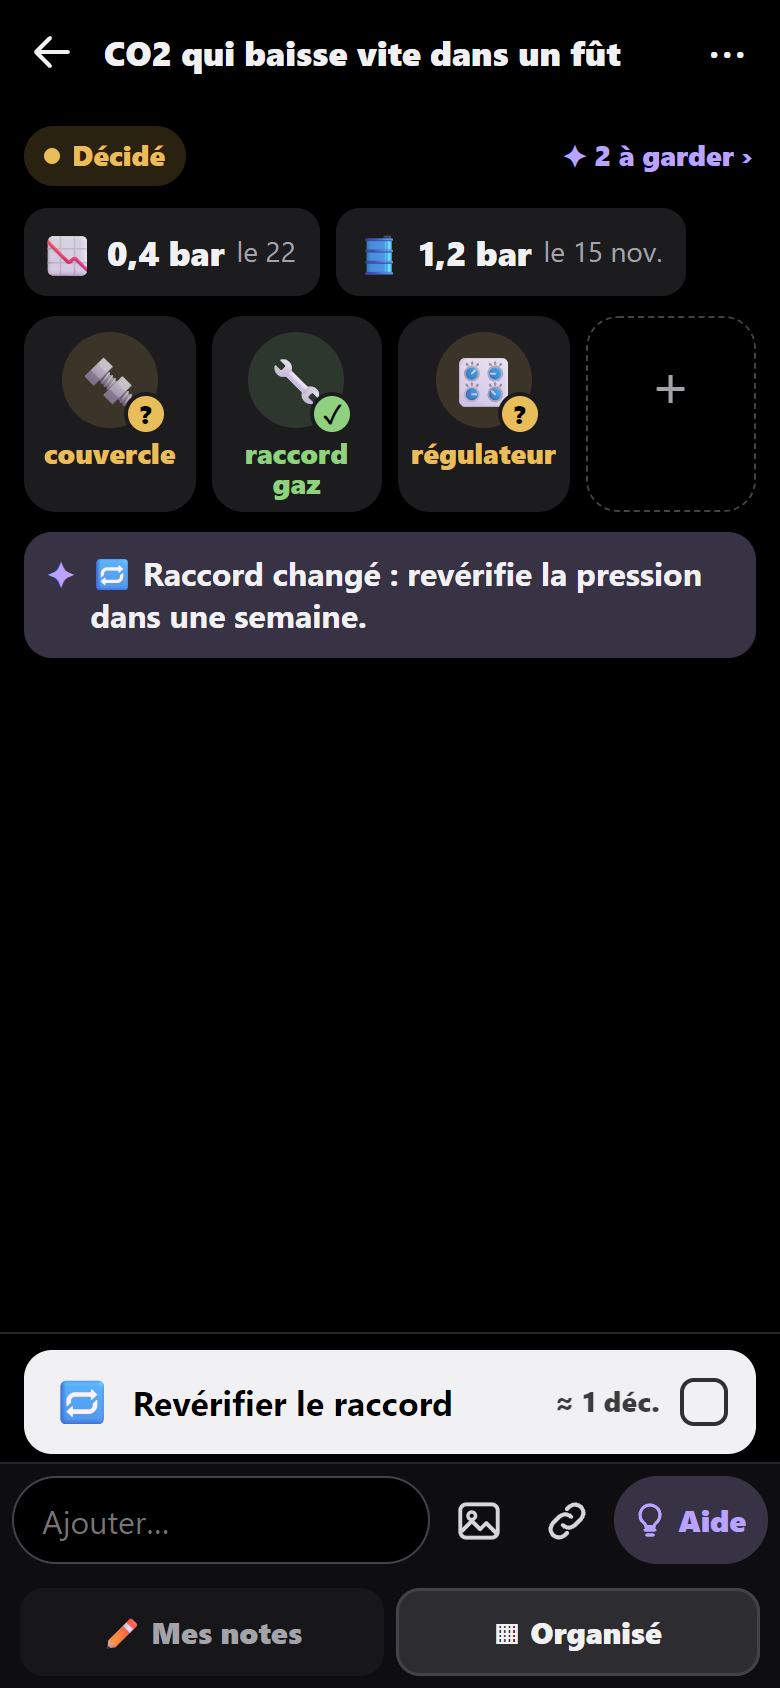 CO2 qui baisse vite dans un fût
Décidé
2 à garder ›
0,4 bar le 22
1,2 bar le 15 nov.
couvercle
raccord
gaz
régulateur
Raccord changé : revérifie la pression
dans une semaine.
Revérifier le raccord
≈ 1 déc.
Ajouter...
Aide
Mes notes
Organisé